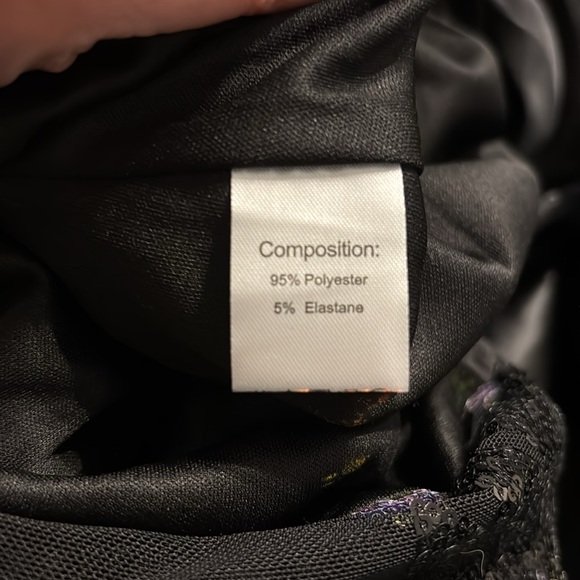 Composition:
95% Polyester
5% Elastane